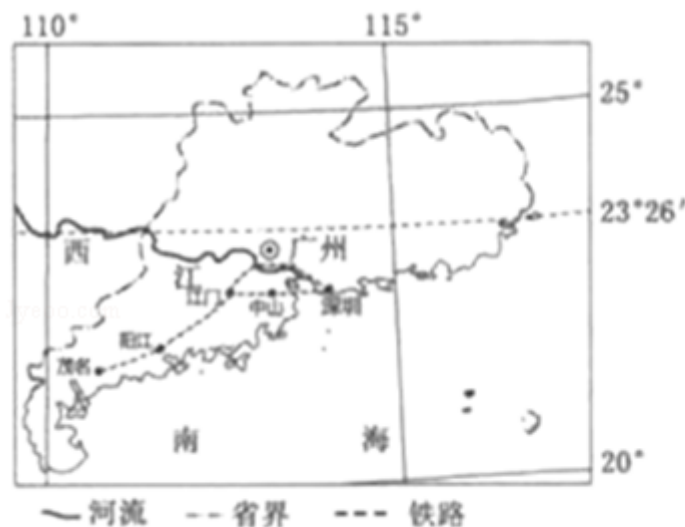 110° 115°
25°
23°26′
广州
西
江
江门
中山
深圳
阳江
茂名
南 海
20°
河流 省界 铁路